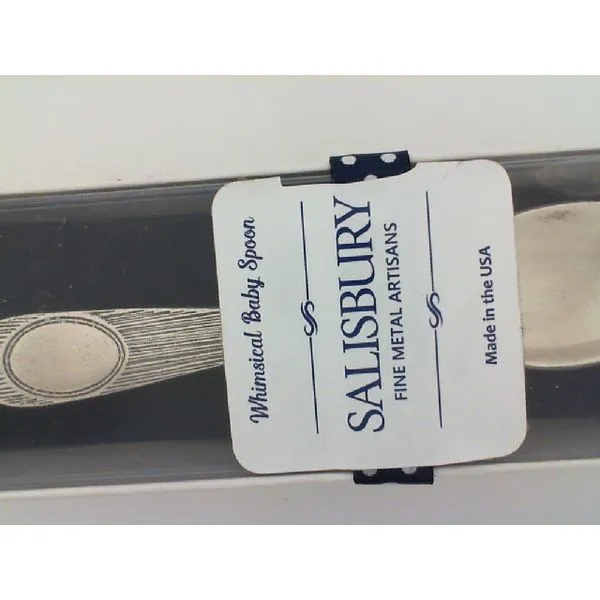 Whimsical Baby Spoon
SALISBURY
FINE METAL ARTISANS
Made in the USA